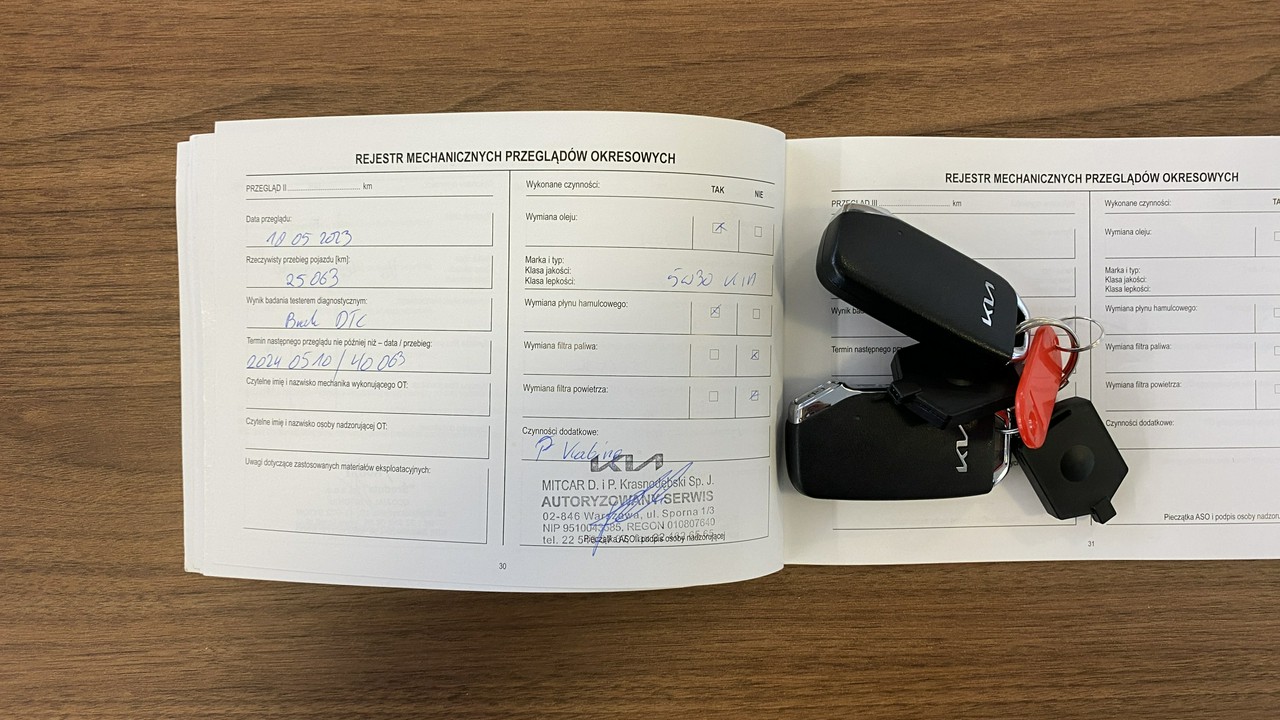 REJESTR MECHANICZNYCH PRZEGLĄDÓW OKRESOWYCH
PRZEGLĄD II ........................ km
Data przeglądu:
10 05 2023
Rzeczywisty przebieg pojazdu [km]:
25 063
Wynik badania testerem diagnostycznym:
Brak DTC
Termin następnego przeglądu nie później niż – data / przebieg:
2024 05 10 / 40 063
Czytelne imię i nazwisko mechanika wykonującego OT:
Czytelne imię i nazwisko osoby nadzorującej OT:
Uwagi dotyczące zastosowanych materiałów eksploatacyjnych:
Wykonane czynności: TAK NIE
Wymiana oleju:
Marka i typ:
Klasa jakości:
Klasa lepkości: 5W30 KIA
Wymiana płynu hamulcowego:
Wymiana filtra paliwa:
Wymiana filtra powietrza:
Czynności dodatkowe:
KIA
MITCAR D. i P. Krasnodębski Sp. J.
AUTORYZOWANY SERWIS
02-846 Warszawa, ul. Sporna 1/3
NIP 9510043585, REGON 010807640
tel. 22
Pieczątka ASO i podpis osoby nadzorującej
30
REJESTR MECHANICZNYCH PRZEGLĄDÓW OKRESOWYCH
PRZEGLĄD III ........................ km
Wynik
Termin następnego
Wykonane czynności:
Wymiana oleju:
Marka i typ:
Klasa jakości:
Klasa lepkości:
Wymiana płynu hamulcowego:
Wymiana filtra paliwa:
Wymiana filtra powietrza:
Czynności dodatkowe:
Pieczątka ASO i podpis osoby
31
KIA
KIA